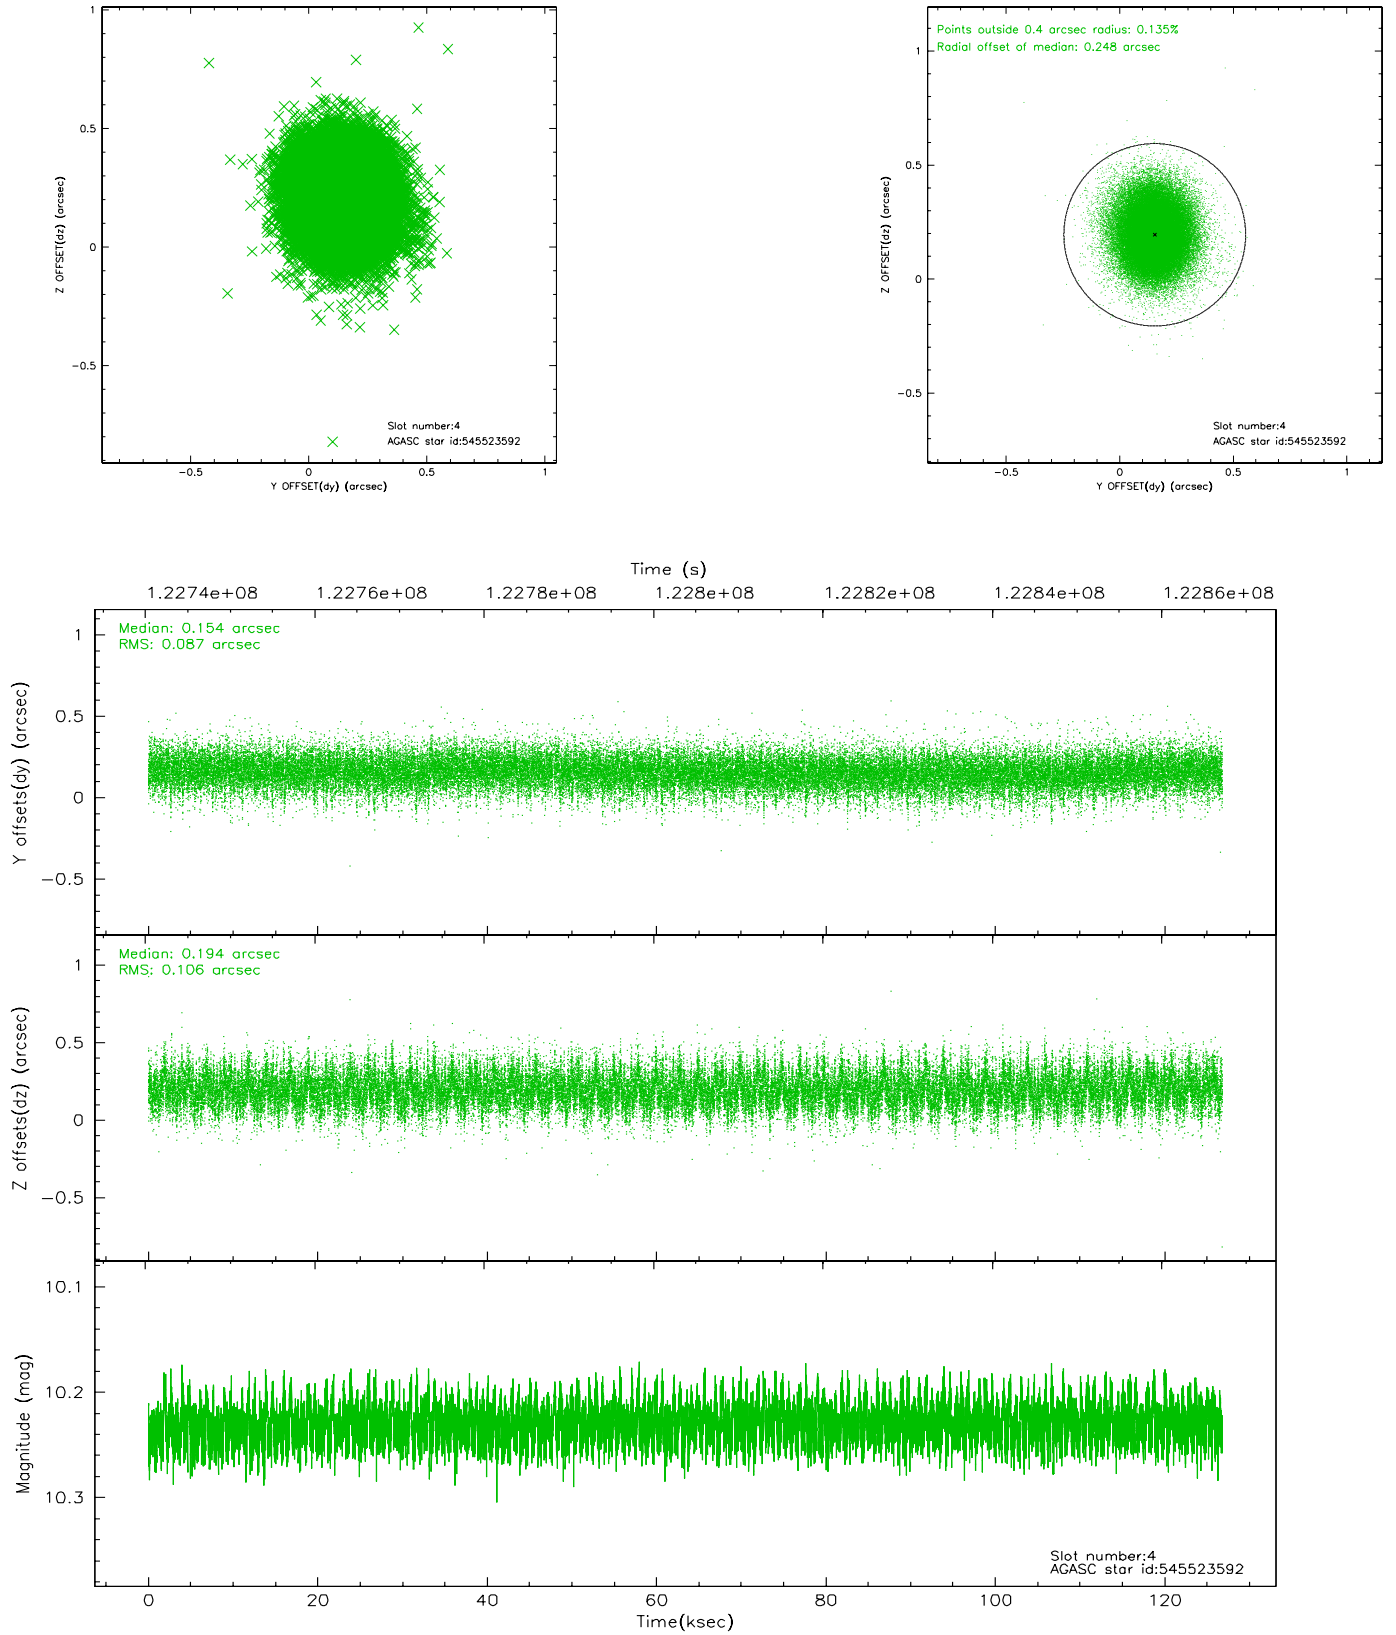 1
0.5
0
−0.5
Z OFFSET(dz) (arcsec)
Slot number:4
AGASC star id:545523592
−0.5
0
0.5
1
Y OFFSET(dy) (arcsec)
Points outside 0.4 arcsec radius: 0.135%
Radial offset of median: 0.248 arcsec
1
0.5
0
−0.5
Z OFFSET(dz) (arcsec)
Slot number:4
AGASC star id:545523592
−0.5
0
0.5
1
Y OFFSET(dy) (arcsec)
Time (s)
1.2274e+08
1.2276e+08
1.2278e+08
1.228e+08
1.2282e+08
1.2284e+08
1.2286e+08
Median: 0.154 arcsec
RMS: 0.087 arcsec
1
0.5
0
−0.5
Y offsets(dy) (arcsec)
Median: 0.194 arcsec
RMS: 0.106 arcsec
1
0.5
0
−0.5
Z offsets(dz) (arcsec)
10.1
10.2
10.3
Magnitude (mag)
Slot number:4
AGASC star id:545523592
0
20
40
60
80
100
120
Time(ksec)